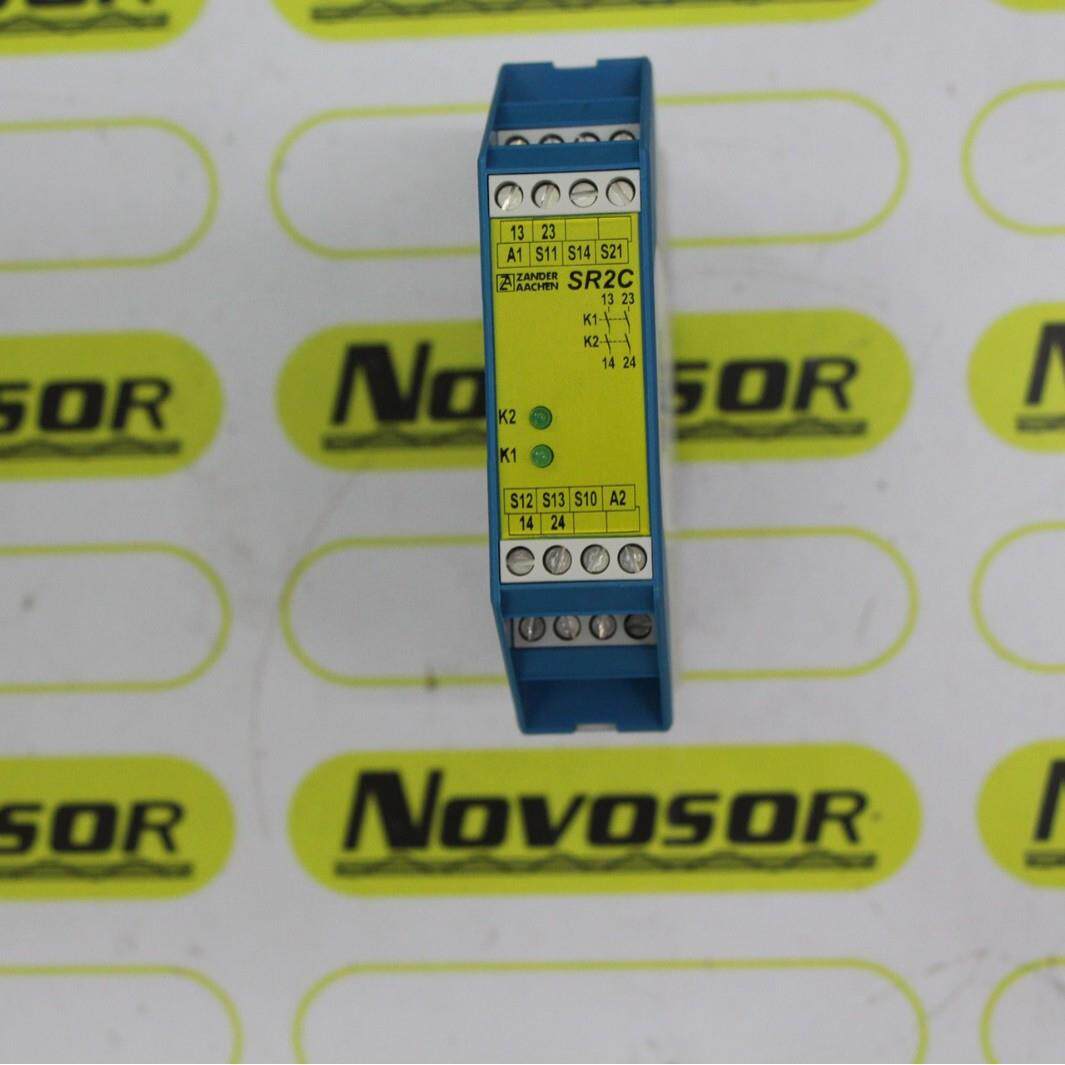 13 23
A1 S11 S14 S21
ZANDER
AACHEN
SR2C
13 23
K1
K2
14 24
K2
K1
S12 S13 S10 A2
14 24
NOVOSOR